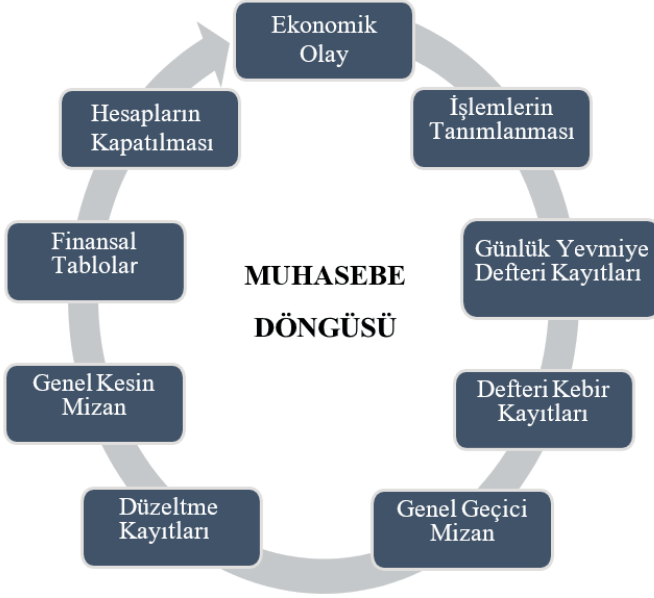 Ekonomik
Olay
İşlemlerin
Tanımlanması
Günlük Yevmiye
Defteri Kayıtları
Defteri Kebir
Kayıtları
Genel Geçici
Mizan
Düzeltme
Kayıtları
Genel Kesin
Mizan
Finansal
Tablolar
Hesapların
Kapatılması
MUHASEBE
DÖNGÜSÜ